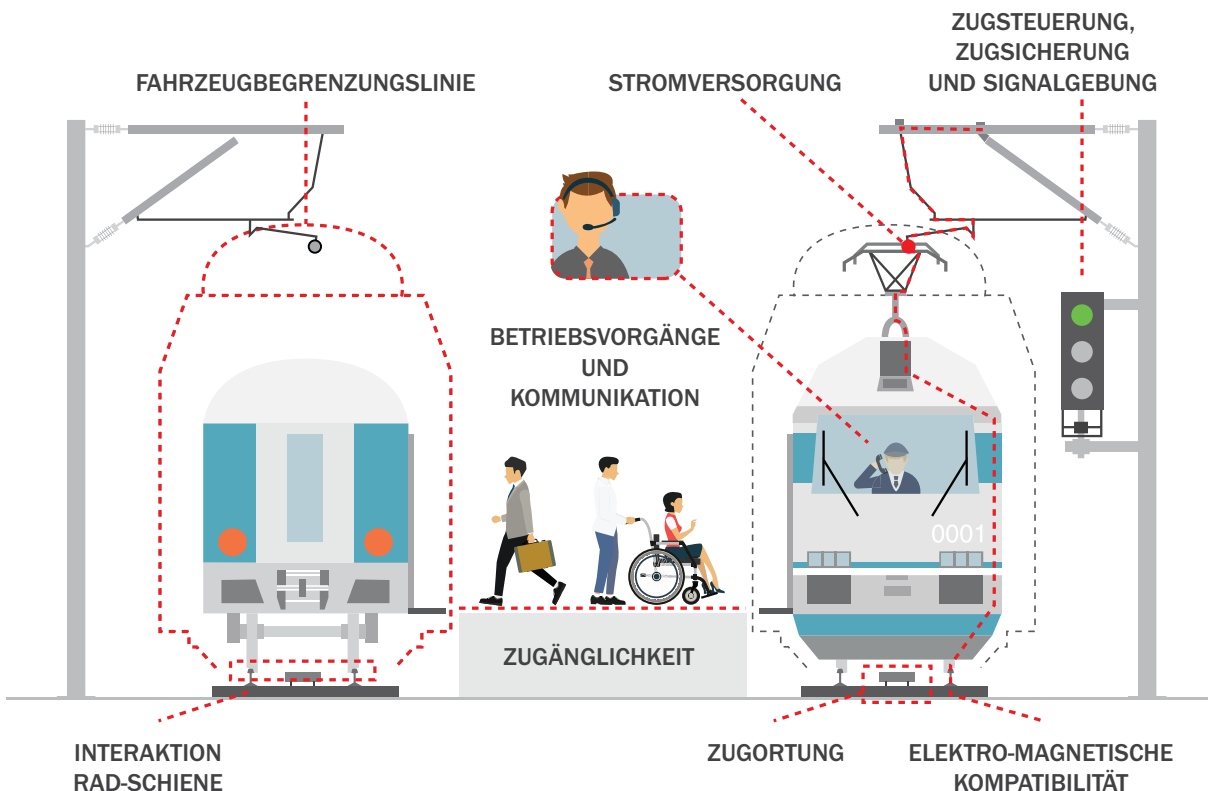 ZUGSTEUERUNG,
ZUGSICHERUNG
UND SIGNALGEBUNG
FAHRZEUGBEGRENZUNGSLINIE
STROMVERSORGUNG
BETRIEBSVORGÄNGE
UND
KOMMUNIKATION
0001
ZUGÄNGLICHKEIT
INTERAKTION
RAD-SCHIENE
ZUGORTUNG
ELEKTRO-MAGNETISCHE
KOMPATIBILITÄT